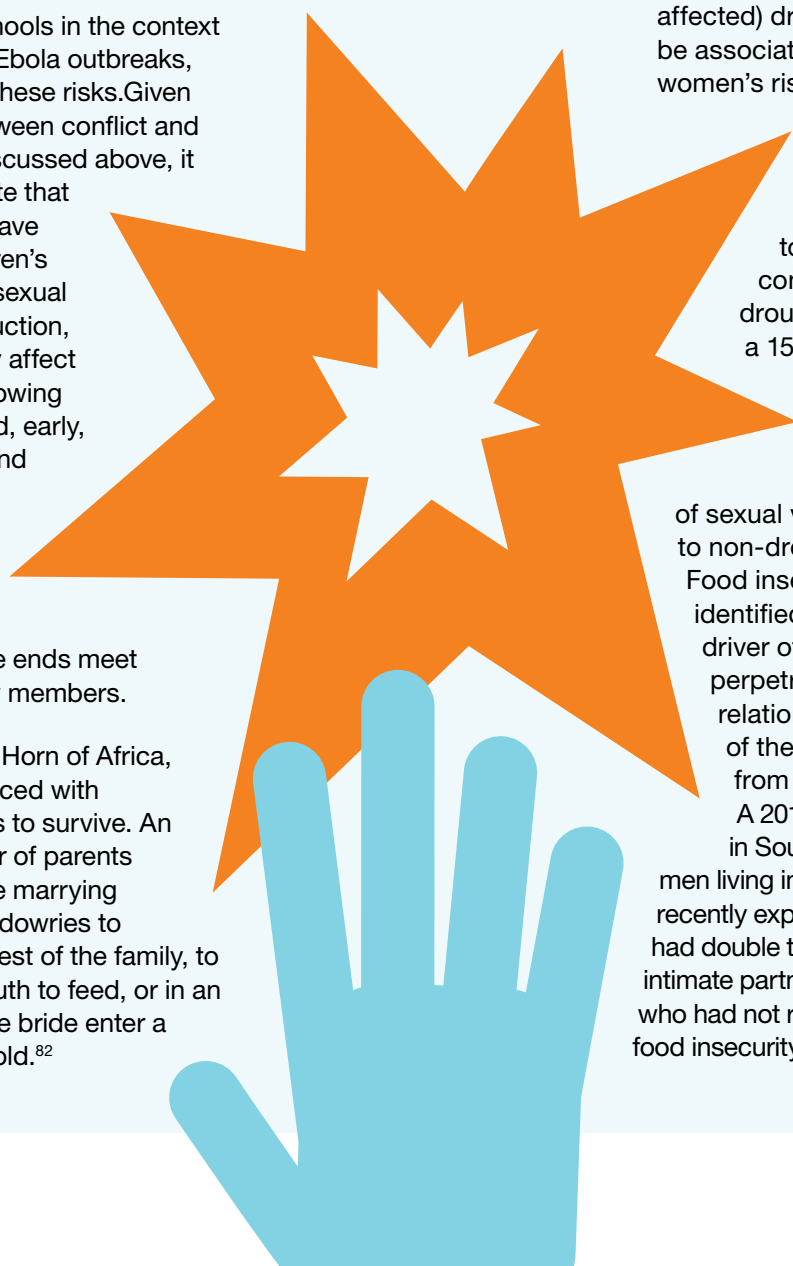 hools in the context
Ebola outbreaks,
hese risks.Given
ween conflict and
scussed above, it
te that
ave
en's
sexual
uction,
affect
owing
d, early,
nd
e ends meet
members.
Horn of Africa,
ced with
s to survive. An
r of parents
e marrying
dowries to
est of the family, to
uth to feed, or in an
e bride enter a
old.82
affected) dr
be associat
women's ris
to
con
drou
a 15
of sexual v
to non-dro
Food inse
identified
driver of
perpetr
relatio
of the
from
A 201
in Sou
men living in
recently exp
had double t
intimate partn
who had not r
food insecurity